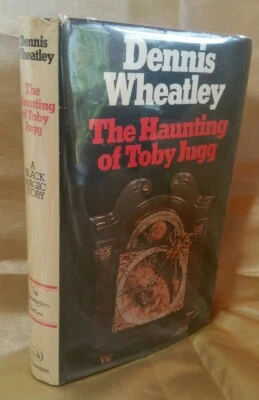 Dennis
Wheatley
The Haunting
of Toby Jugg
Dennis
Wheatley
The
Haunting
of Toby
Jugg
A
BLACK
MAGIC
STORY